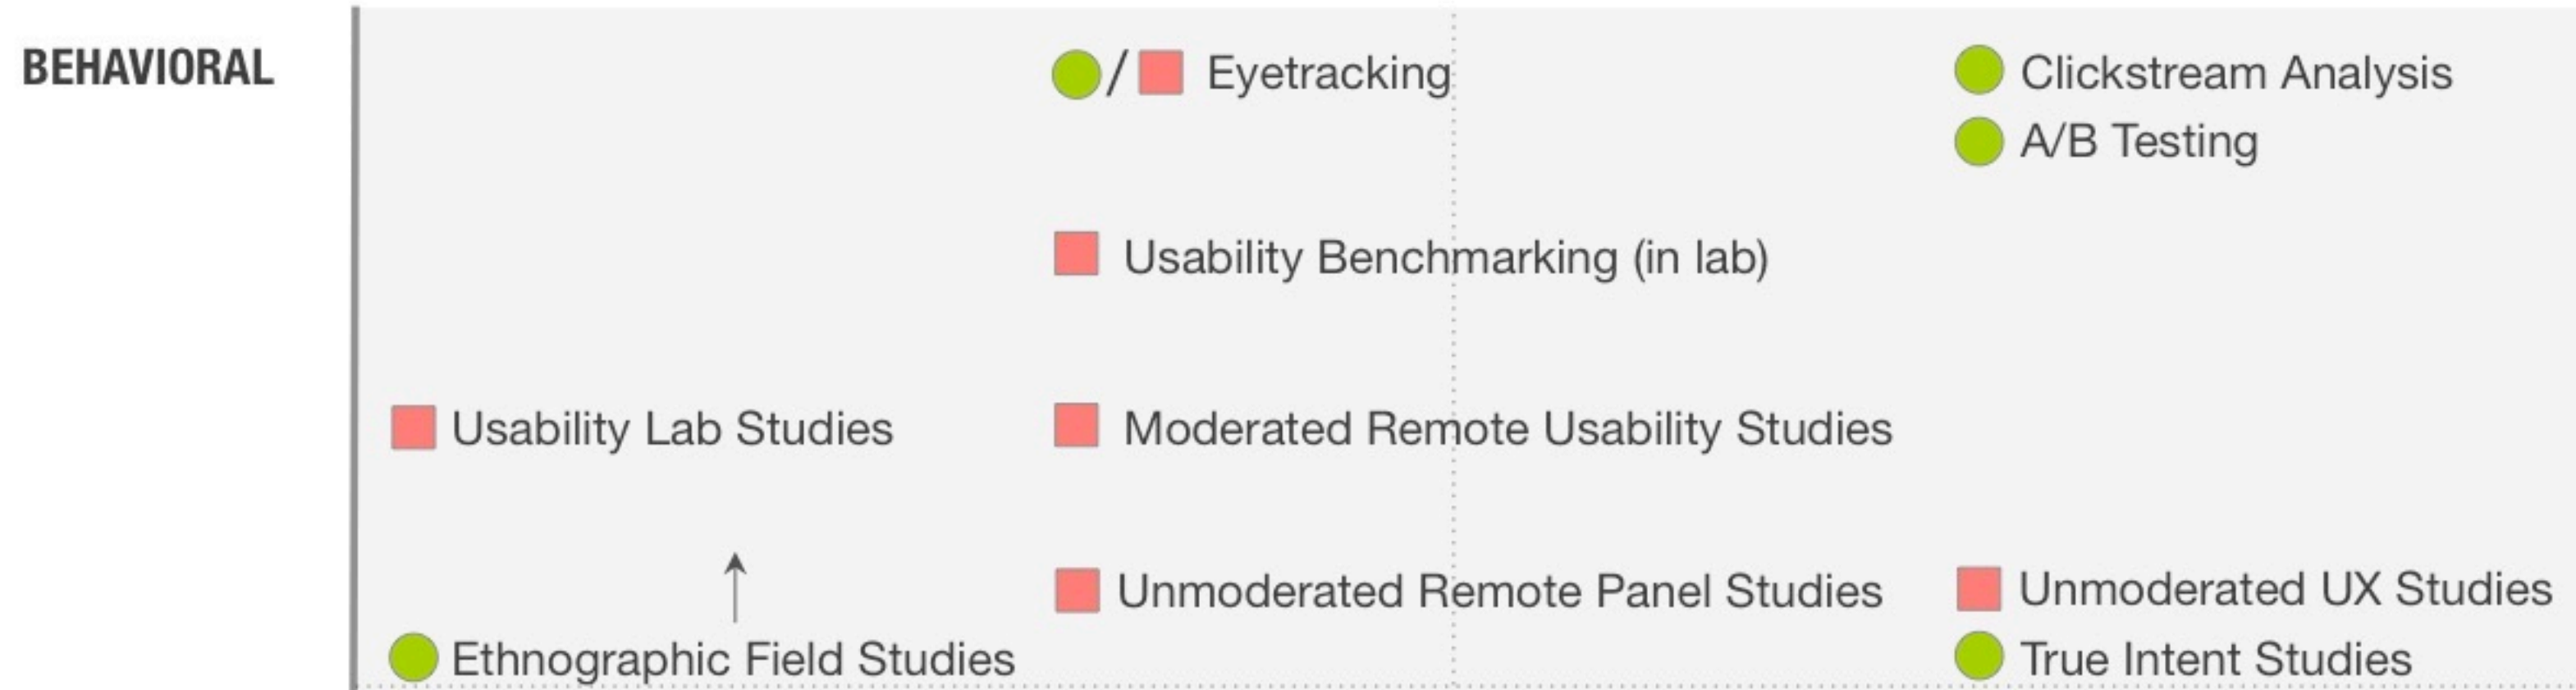 BEHAVIORAL
/ Eyetracking
Clickstream Analysis
A/B Testing
Usability Benchmarking (in lab)
Usability Lab Studies
Moderated Remote Usability Studies
Unmoderated Remote Panel Studies
Unmoderated UX Studies
Ethnographic Field Studies
True Intent Studies